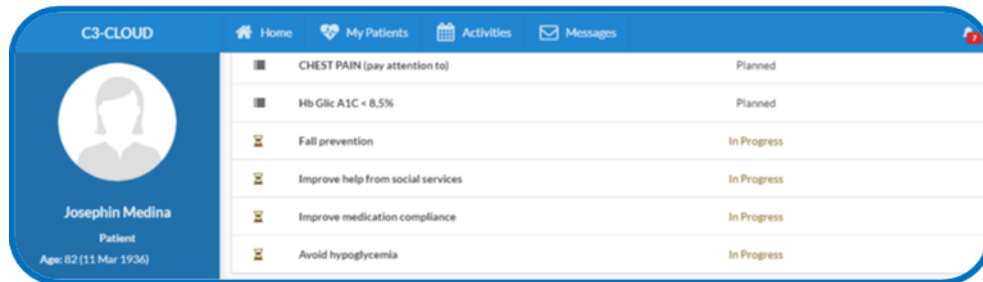 C3-CLOUD Home My Patients Activities Messages 7
CHEST PAIN (pay attention to) Planned
Hb Glic A1C < 8,5% Planned
Fall prevention In Progress
Improve help from social services In Progress
Improve medication compliance In Progress
Avoid hypoglycemia In Progress
Josephin Medina
Patient
Age: 82 (11 Mar 1936)